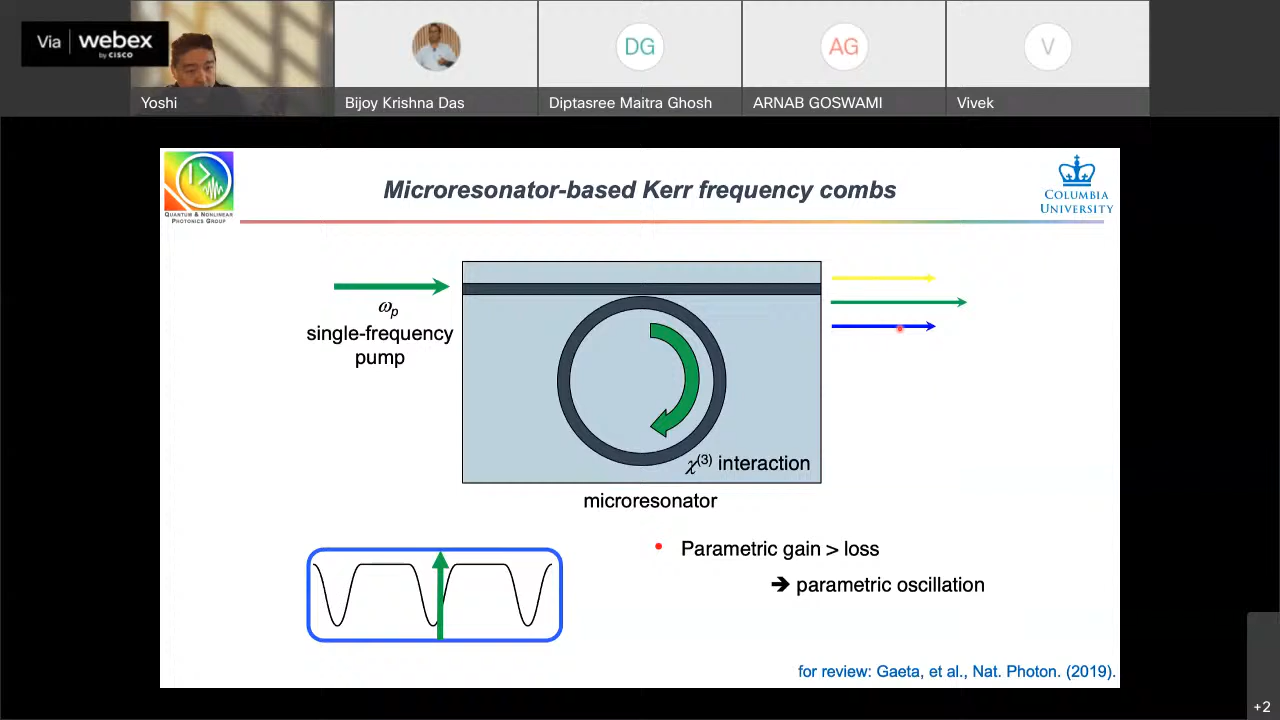 Via webex
by CISCO
Yoshi
Bijoy Krishna Das
DG
Diptasree Maitra Ghosh
AG
ARNAB GOSWAMI
V
Vivek
QUANTUM & NONLINEAR
PHOTONICS GROUP
Microresonator-based Kerr frequency combs
COLUMBIA
UNIVERSITY
ωp
single-frequency
pump
χ(3) interaction
microresonator
• Parametric gain > loss
➔ parametric oscillation
for review: Gaeta, et al., Nat. Photon. (2019).
+2